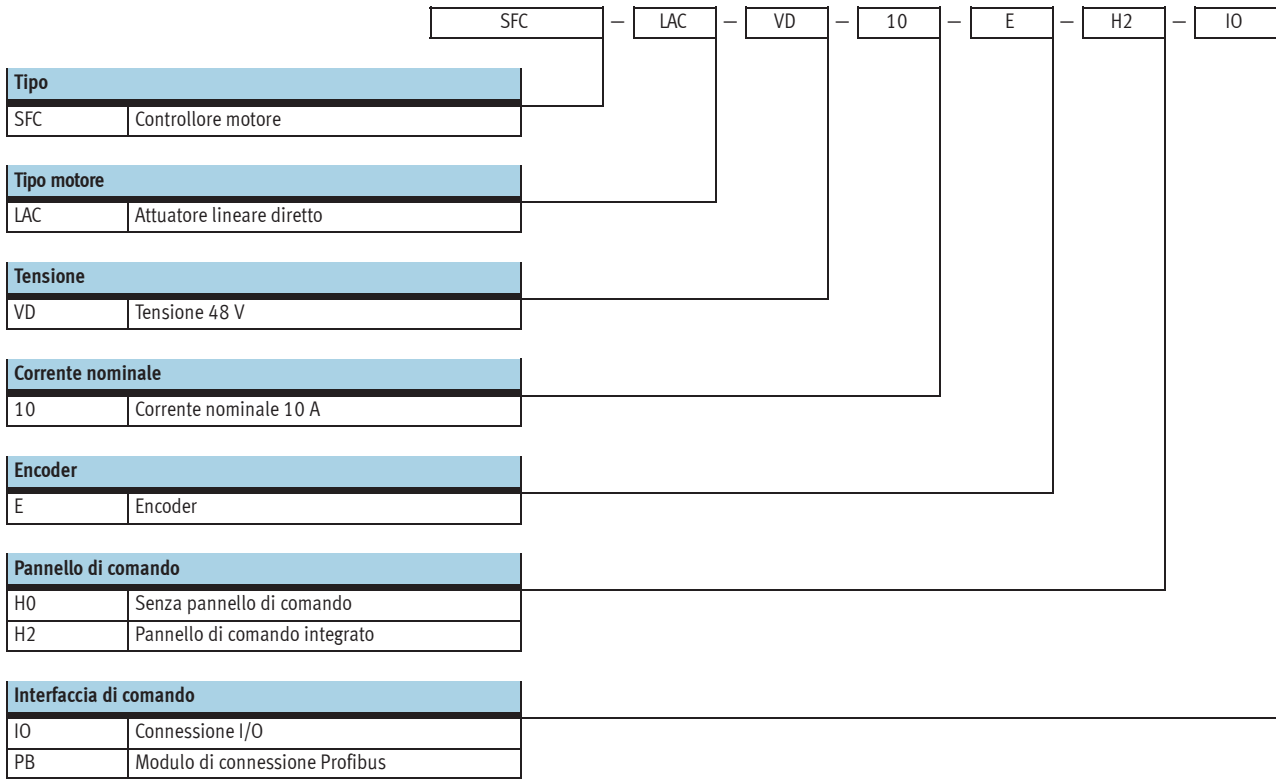 SFC – LAC – VD – 10 – E – H2 – IO
Tipo
SFC Controllore motore
Tipo motore
LAC Attuatore lineare diretto
Tensione
VD Tensione 48 V
Corrente nominale
10 Corrente nominale 10 A
Encoder
E Encoder
Pannello di comando
H0 Senza pannello di comando
H2 Pannello di comando integrato
Interfaccia di comando
IO Connessione I/O
PB Modulo di connessione Profibus